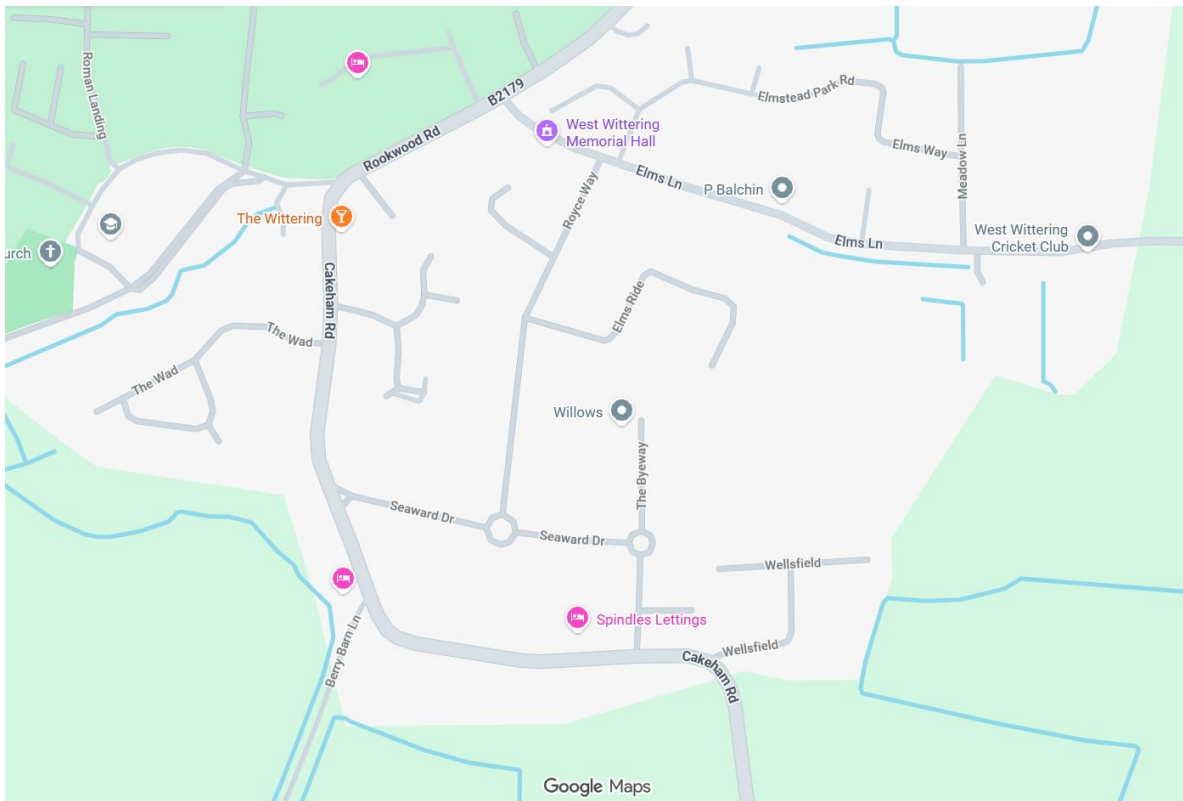 Roman Landing
B2179
Rookwood Rd
West Wittering
Memorial Hall
Elmstead Park Rd
Elms Way
Meadow Ln
Elms Ln
P Balchin
Royce Way
The Wittering
urch
Elms Ln
West Wittering
Cricket Club
Cakeham Rd
Elms Ride
The Wad
The Wad
Willows
The Byeway
Seaward Dr
Seaward Dr
Wellsfield
Berry Barn Ln
Spindles Lettings
Wellsfield
Cakeham Rd
Google Maps